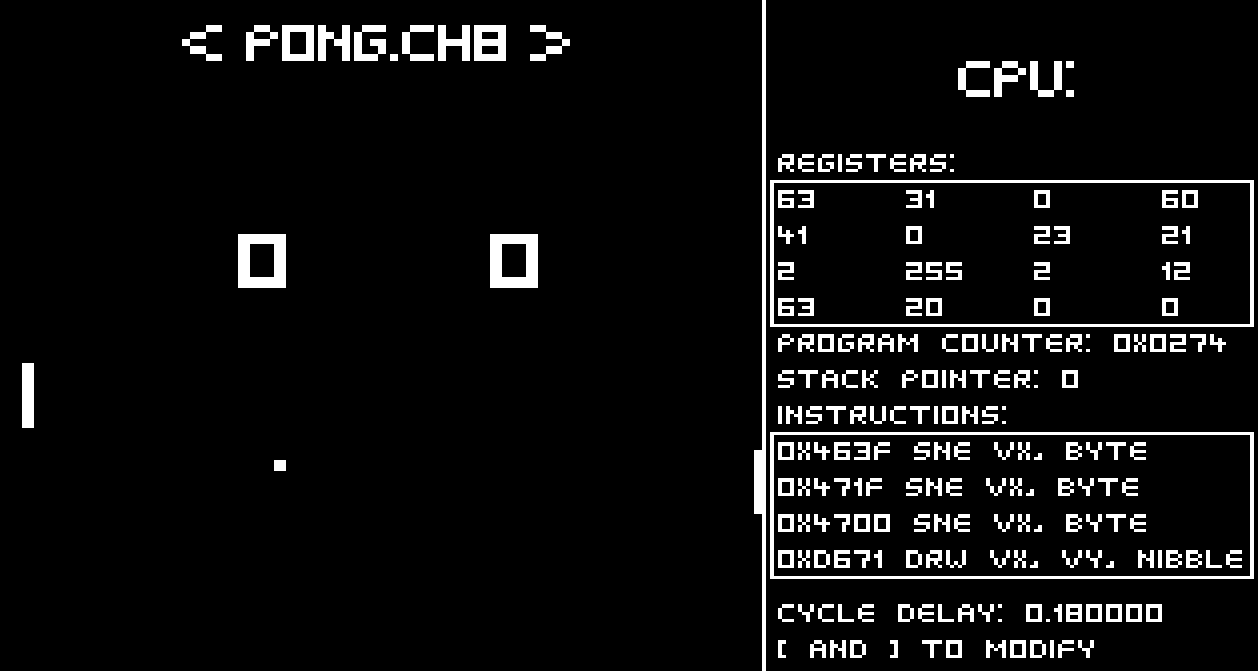 < PONG.CH8 >
0 0
CPU:
REGISTERS:
63 31 0 60
41 0 23 21
2 255 2 12
63 20 0 0
PROGRAM COUNTER: 0X0274
STACK POINTER: 0
INSTRUCTIONS:
0X463F SNE VX, BYTE
0X471F SNE VX, BYTE
0X4700 SNE VX, BYTE
0XD671 DRW VX, VY, NIBBLE
CYCLE DELAY: 0.180000
[ AND ] TO MODIFY